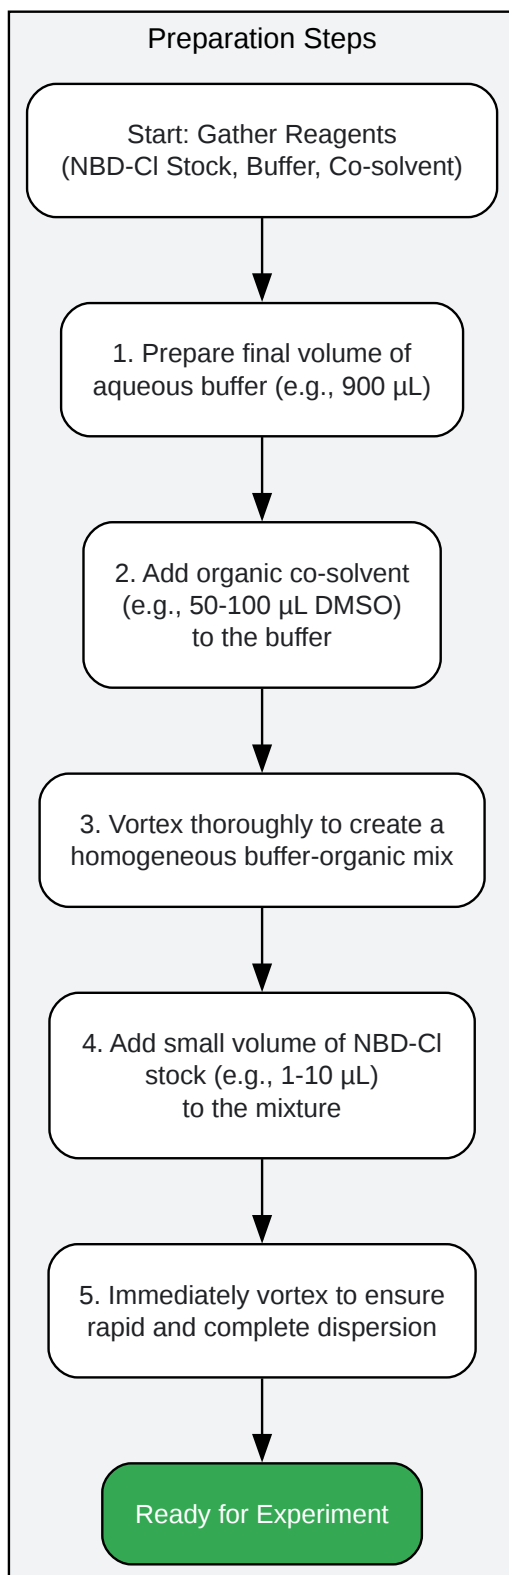 Preparation Steps
Start: Gather Reagents
(NBD-Cl Stock, Buffer, Co-solvent)
1. Prepare final volume of
aqueous buffer (e.g., 900 µL)
2. Add organic co-solvent
(e.g., 50-100 µL DMSO)
to the buffer
3. Vortex thoroughly to create a
homogeneous buffer-organic mix
4. Add small volume of NBD-Cl
stock (e.g., 1-10 µL)
to the mixture
5. Immediately vortex to ensure
rapid and complete dispersion
Ready for Experiment